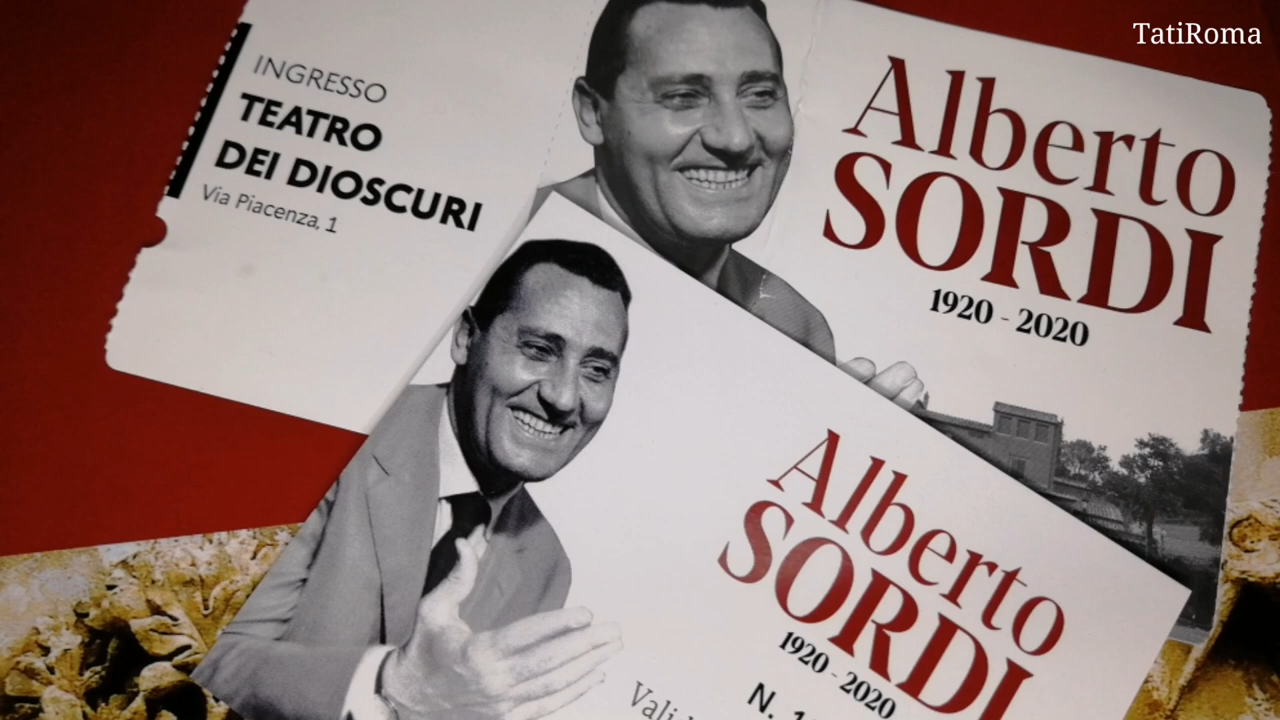 TatiRoma
INGRESSO
TEATRO
DEI DIOSCURI
Via Piacenza, 1
Alberto
SORDI
1920 - 2020
Alberto
SORDI
1920 - 2020
N.